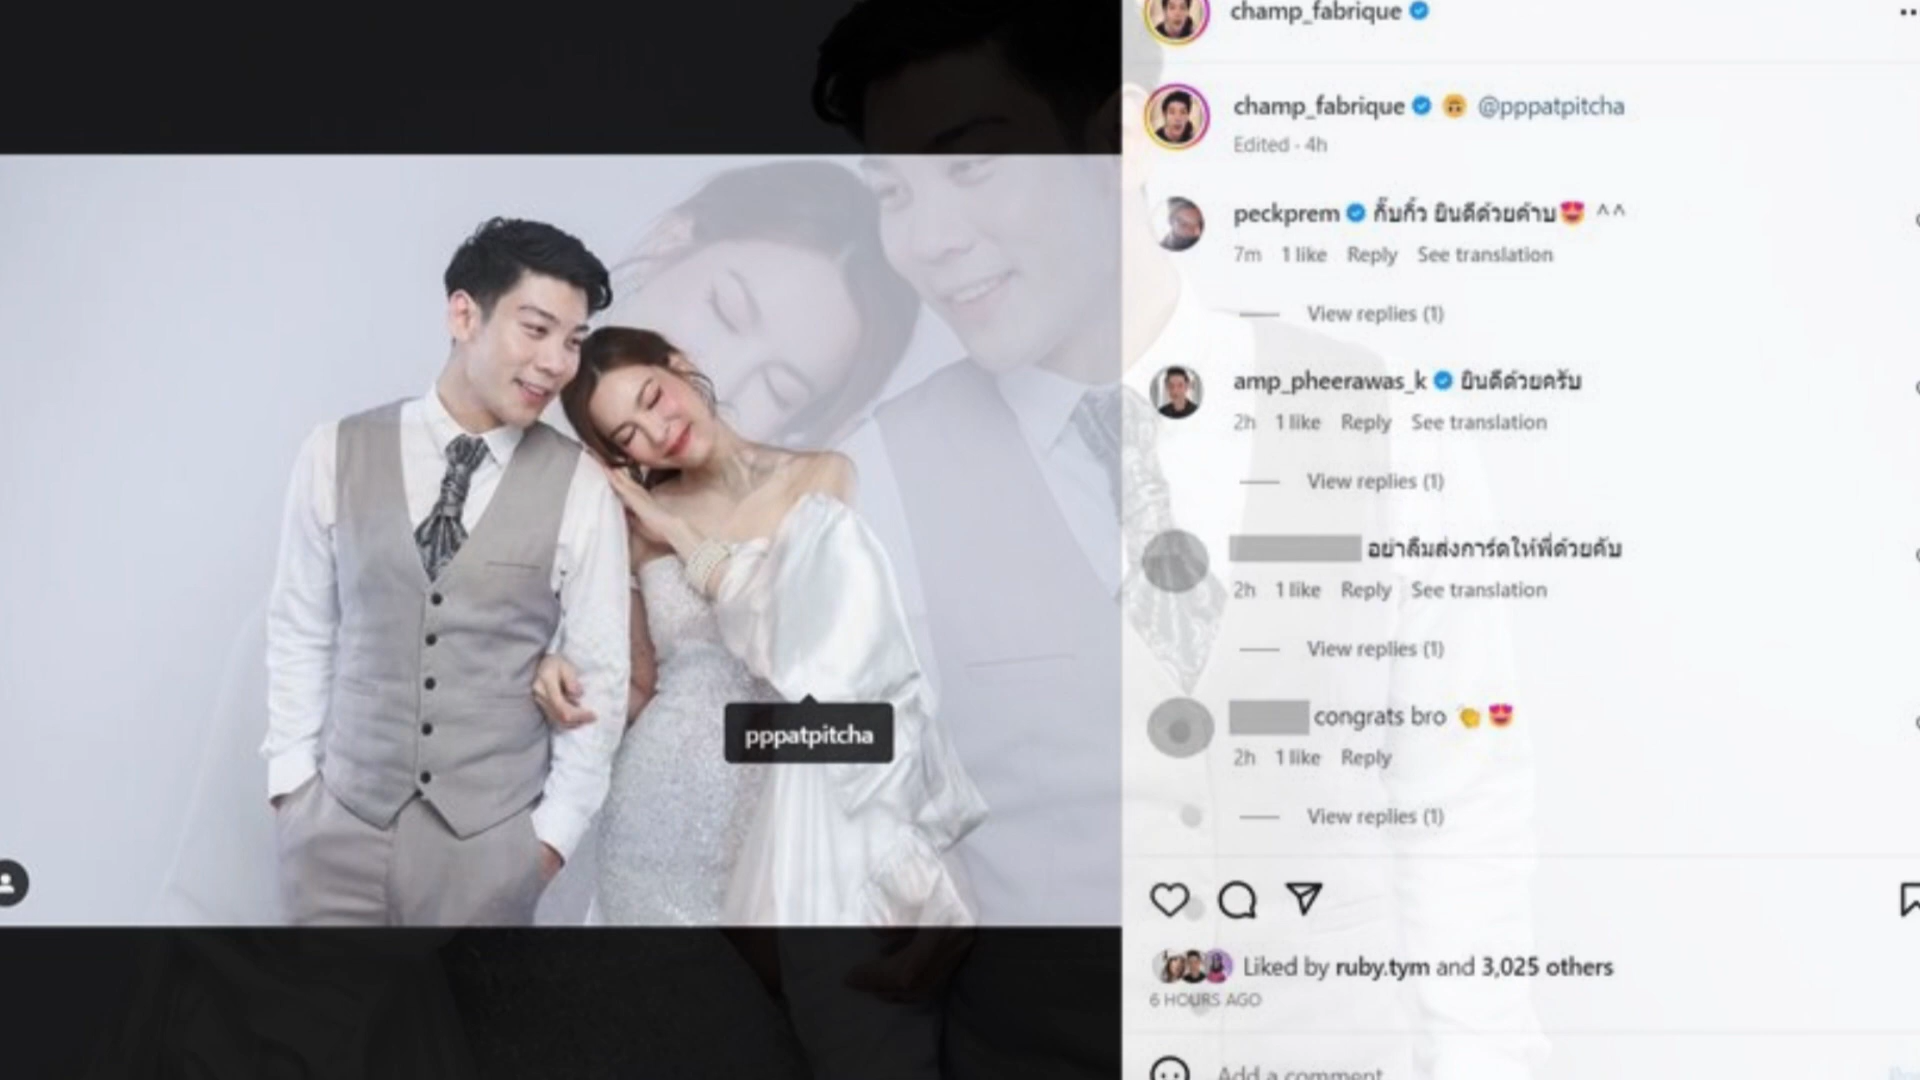 champ_fabrique
champ_fabrique 🙃 @pppatpitcha
Edited · 4h
peckprem กิ๊บกิ้ว ยินดีด้วยค้าบ😍 ^^
7m 1 like Reply See translation
View replies (1)
amp_pheerawas_k ยินดีด้วยครับ
2h 1 like Reply See translation
View replies (1)
อย่าลืมส่งการ์ดให้พี่ด้วยคับ
2h 1 like Reply See translation
View replies (1)
congrats bro 👏😍
2h 1 like Reply
View replies (1)
pppatpitcha
Liked by ruby.tym and 3,025 others
6 HOURS AGO
Add a comment